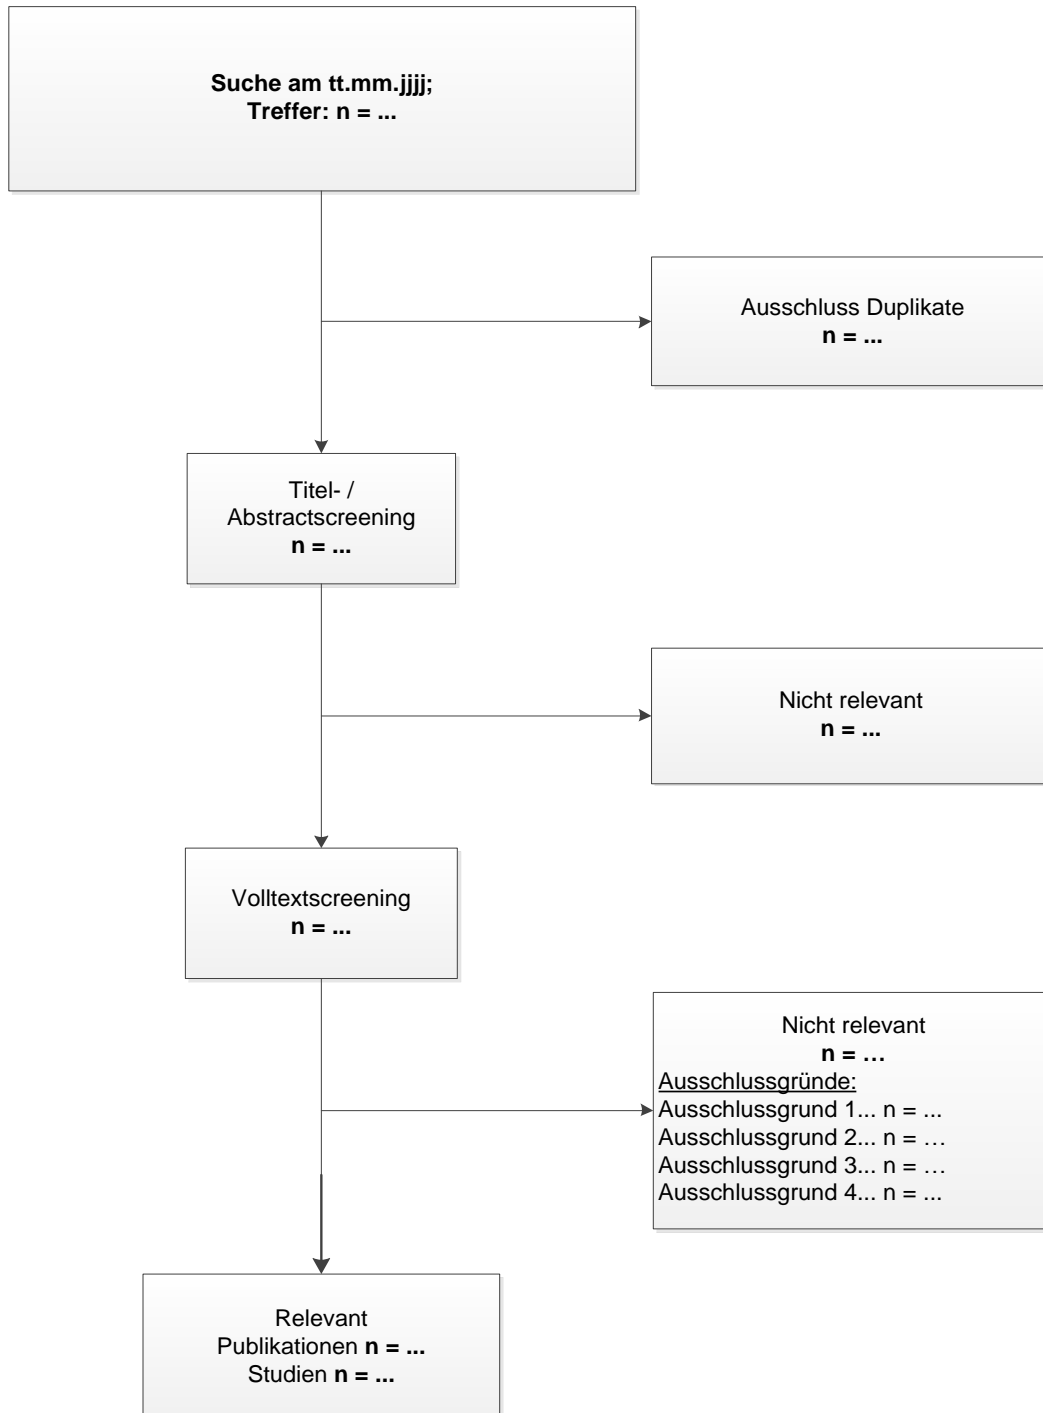 Suche am tt.mm.jjjj;
Treffer: n = ...
Ausschluss Duplikate
n = ...
Titel- /
Abstractscreening
n = ...
Nicht relevant
n = ...
Volltextscreening
n = ...
Nicht relevant
n = …
Ausschlussgründe:
Ausschlussgrund 1... n = ...
Ausschlussgrund 2... n = …
Ausschlussgrund 3... n = …
Ausschlussgrund 4... n = ...
Relevant
Publikationen n = ...
Studien n = ...